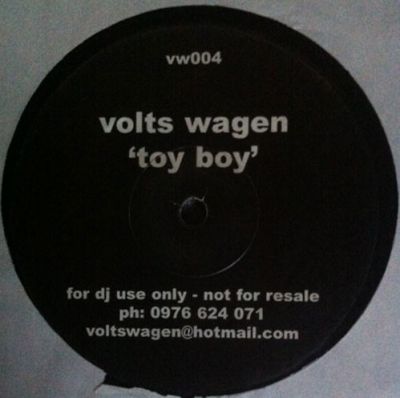 vw004
volts wagen
‘toy boy’
for dj use only - not for resale
ph: 0976 624 071
voltswagen@hotmail.com